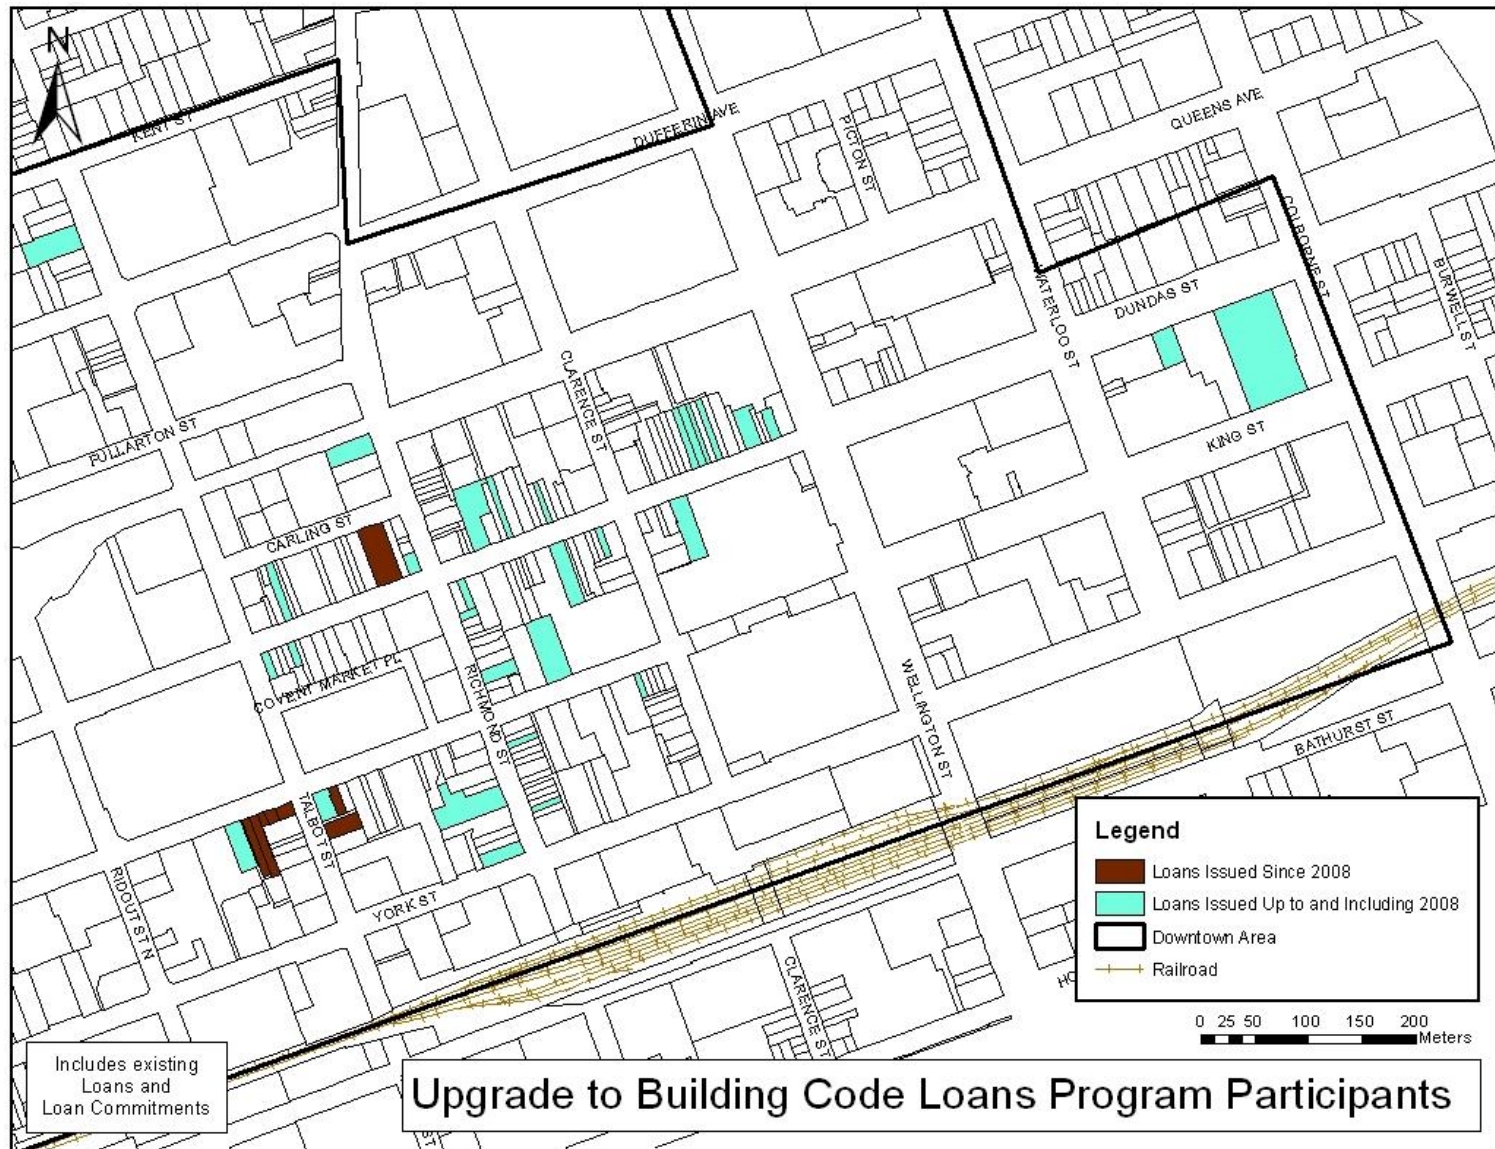 N
KENT ST
DUFFERIN AVE
PICTON ST
QUEENS AVE
COLBORNE ST
BURWELL ST
WATERLOO ST
DUNDAS ST
CLARENCE ST
KING ST
FULLARTON ST
CARLING ST
COVENT MARKET PL
RICHMOND ST
WELLINGTON ST
BATHURST ST
TALBOT ST
RIDOUT ST N
YORK ST
CLARENCE ST
HO
ST
Legend
Loans Issued Since 2008
Loans Issued Up to and Including 2008
Downtown Area
Railroad
0 25 50 100 150 200
Meters
Includes existing
Loans and
Loan Commitments
Upgrade to Building Code Loans Program Participants